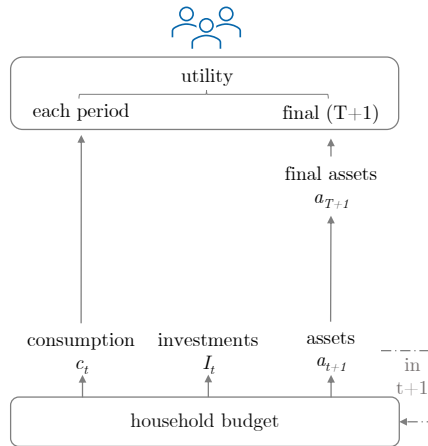 utility
each period final (T+1)
final assets
a_{T+1}
consumption investments assets
c_t I_t a_{t+1}
in
t+1
household budget